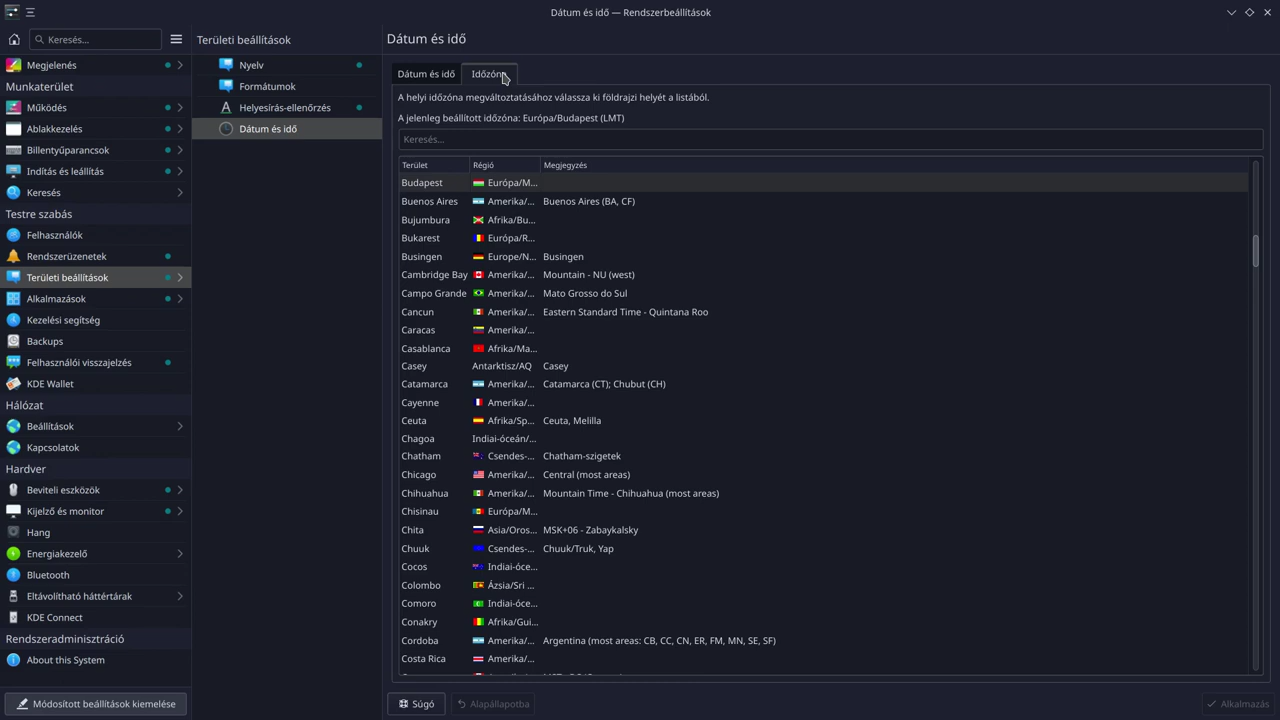 Dátum és idő — Rendszerbeállítások
Keresés...
Megjelenés
Munkaterület
Működés
Ablakkezelés
Billentyűparancsok
Indítás és leállítás
Keresés
Testre szabás
Felhasználók
Rendszerüzenetek
Területi beállítások
Alkalmazások
Kezelési segítség
Backups
Felhasználói visszajelzés
KDE Wallet
Hálózat
Beállítások
Kapcsolatok
Hardver
Beviteli eszközök
Kijelző és monitor
Hang
Energiakezelő
Bluetooth
Eltávolítható háttértárak
KDE Connect
Rendszeradminisztráció
About this System
Módosított beállítások kiemelése
Területi beállítások
Nyelv
Formátumok
Helyesírás-ellenőrzés
Dátum és idő
Dátum és idő
Dátum és idő Időzóna
A helyi időzóna megváltoztatásához válassza ki földrajzi helyét a listából.
A jelenleg beállított időzóna: Európa/Budapest (LMT)
Keresés...
Terület Régió Megjegyzés
Budapest Európa/M...
Buenos Aires Amerika/... Buenos Aires (BA, CF)
Bujumbura Afrika/Bu...
Bukarest Európa/R...
Busingen Europe/N... Busingen
Cambridge Bay Amerika/... Mountain - NU (west)
Campo Grande Amerika/... Mato Grosso do Sul
Cancun Amerika/... Eastern Standard Time - Quintana Roo
Caracas Amerika/...
Casablanca Afrika/Ma...
Casey Antarktisz/AQ Casey
Catamarca Amerika/... Catamarca (CT); Chubut (CH)
Cayenne Amerika/...
Ceuta Afrika/Sp... Ceuta, Melilla
Chagoa Indiai-óceán/...
Chatham Csendes-... Chatham-szigetek
Chicago Amerika/... Central (most areas)
Chihuahua Amerika/... Mountain Time - Chihuahua (most areas)
Chisinau Európa/M...
Chita Asia/Oros... MSK+06 - Zabaykalsky
Chuuk Csendes-... Chuuk/Truk, Yap
Cocos Indiai-óce...
Colombo Ázsia/Sri ...
Comoro Indiai-óce...
Conakry Afrika/Gui...
Cordoba Amerika/... Argentina (most areas: CB, CC, CN, ER, FM, MN, SE, SF)
Costa Rica Amerika/...
Súgó Alapállapotba Alkalmazás